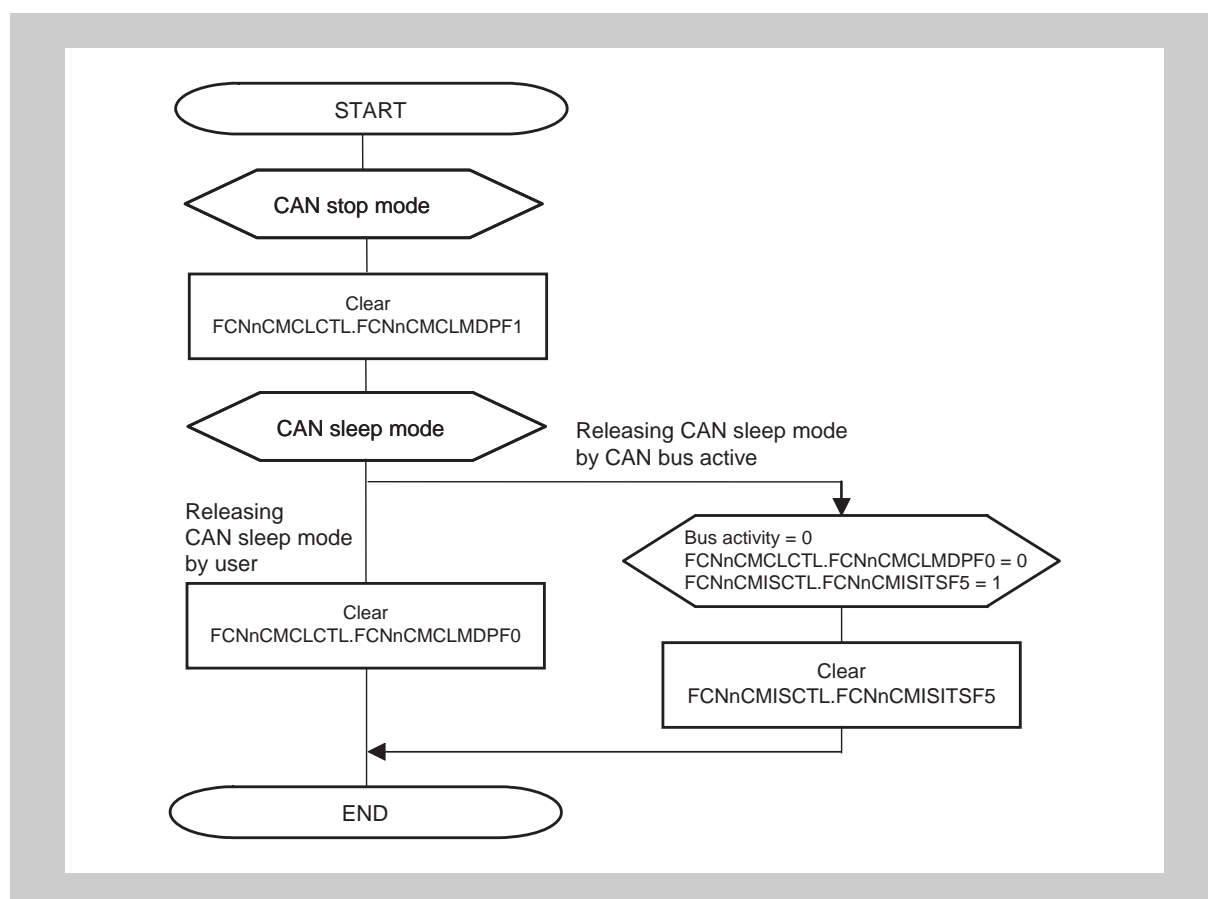 START
CAN stop mode
Clear
FCNnCMCLCTL.FCNnCMCLMDPF1
CAN sleep mode
Releasing CAN sleep mode
by CAN bus active
Releasing
CAN sleep mode
by user
Bus activity = 0
FCNnCMCLCTL.FCNnCMCLMDPF0 = 0
FCNnCMISCTL.FCNnCMISITSF5 = 1
Clear
FCNnCMCLCTL.FCNnCMCLMDPF0
Clear
FCNnCMISCTL.FCNnCMISITSF5
END